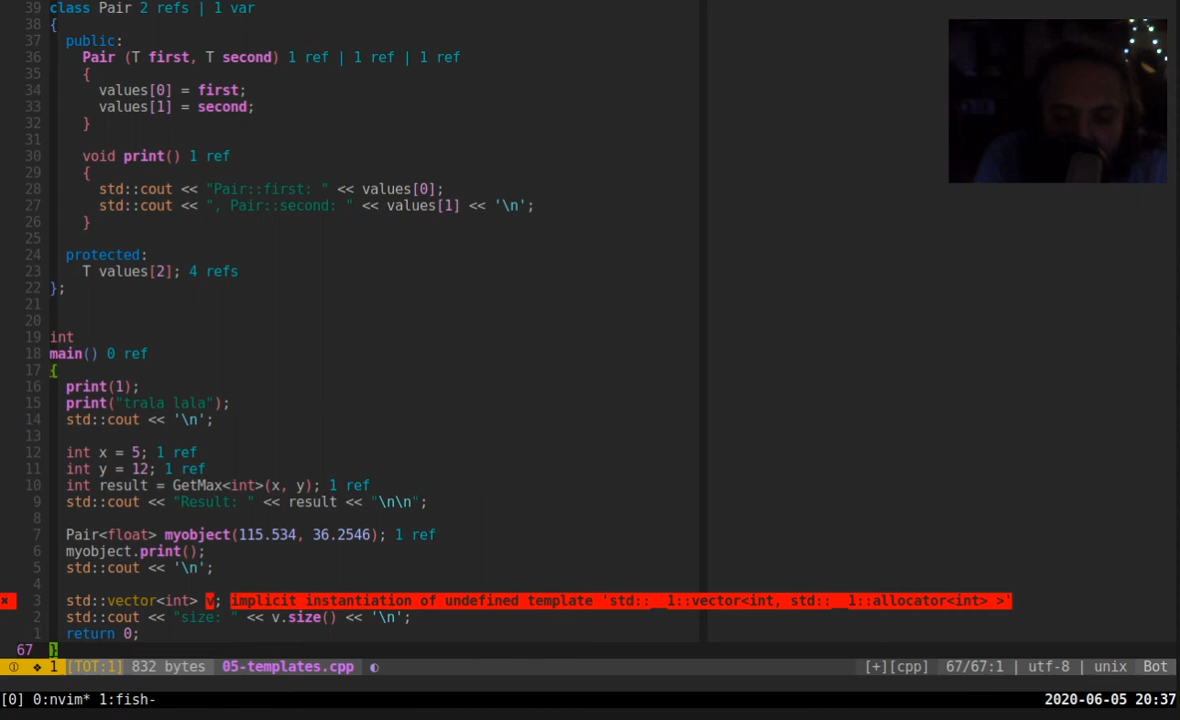 39 class Pair 2 refs | 1 var
38 {
37 public:
36 Pair (T first, T second) 1 ref | 1 ref | 1 ref
35 {
34 values[0] = first;
33 values[1] = second;
32 }
31
30 void print() 1 ref
29 {
28 std::cout << "Pair::first: " << values[0];
27 std::cout << ", Pair::second: " << values[1] << '\n';
26 }
25
24 protected:
23 T values[2]; 4 refs
22 };
21
20
19 int
18 main() 0 ref
17 {
16 print(1);
15 print("trala lala");
14 std::cout << '\n';
13
12 int x = 5; 1 ref
11 int y = 12; 1 ref
10 int result = GetMax<int>(x, y); 1 ref
9 std::cout << "Result: " << result << "\n\n";
8
7 Pair<float> myobject(115.534, 36.2546); 1 ref
6 myobject.print();
5 std::cout << '\n';
4
✖ 3 std::vector<int> v; implicit instantiation of undefined template 'std::__1::vector<int, std::__1::allocator<int> >'
2 std::cout << "size: " << v.size() << '\n';
1 return 0;
67 }
① ❖ 1 [TOT:1] 832 bytes 05-templates.cpp ◐ [+][cpp] 67/67:1 | utf-8 | unix Bot
[0] 0:nvim* 1:fish- 2020-06-05 20:37